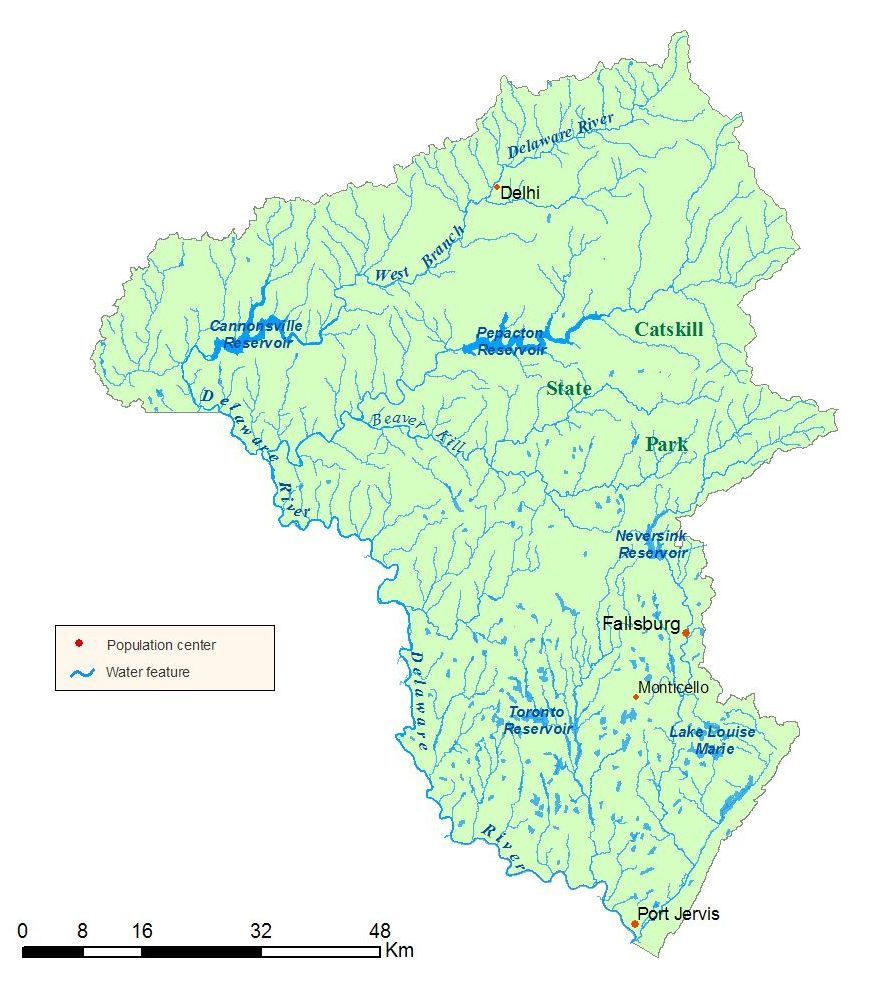 Delaware River
Delhi
West Branch
Cannonsville
Reservoir
Pepacton
Reservoir
Catskill
State
Park
Delaware
River
Beaver Kill
Neversink
Reservoir
Fallsburg
Population center
Water feature
Delaware
River
Monticello
Toronto
Reservoir
Lake Louise
Marie
Port Jervis
0 8 16 32 48
Km